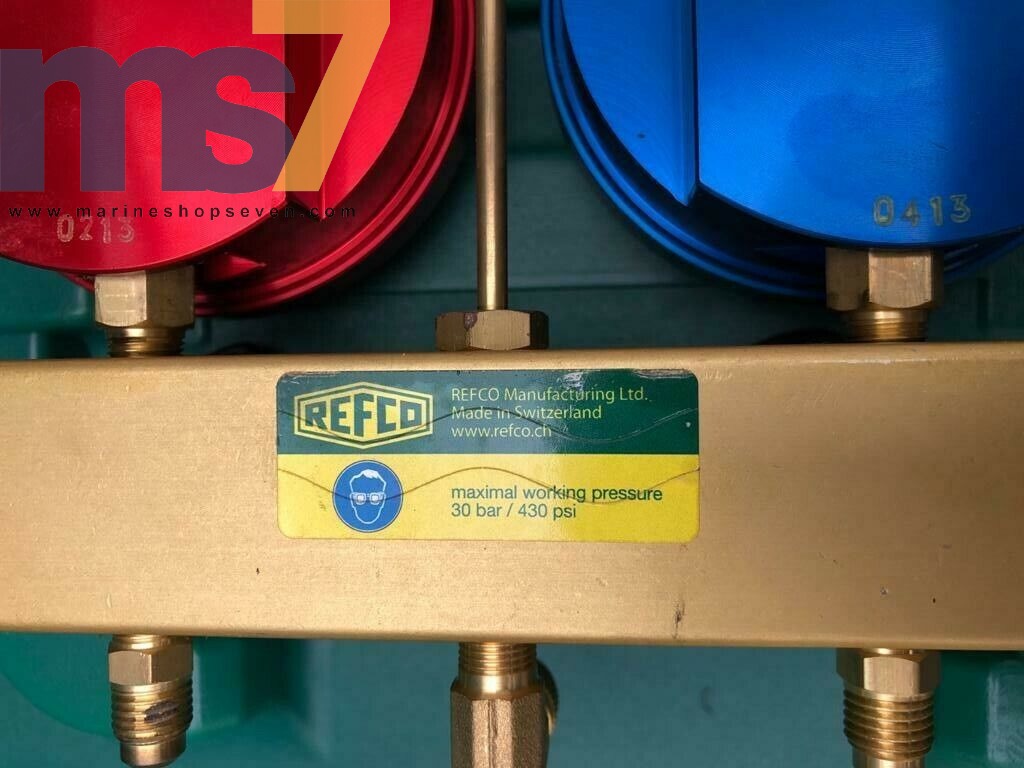 ms7
www.marineshopseven.com
0213
0413
REFCO
REFCO Manufacturing Ltd.
Made in Switzerland
www.refco.ch
maximal working pressure
30 bar / 430 psi